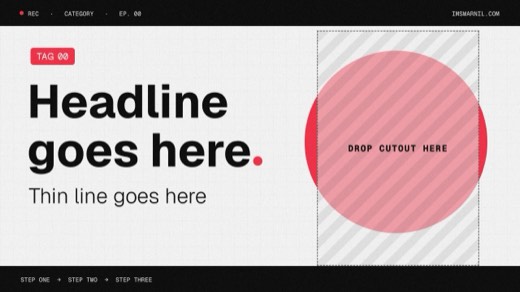 REC · CATEGORY · EP. 00
IMSWARNIL.COM
TAG 00
Headline
goes here.
Thin line goes here
DROP CUTOUT HERE
STEP ONE → STEP TWO → STEP THREE